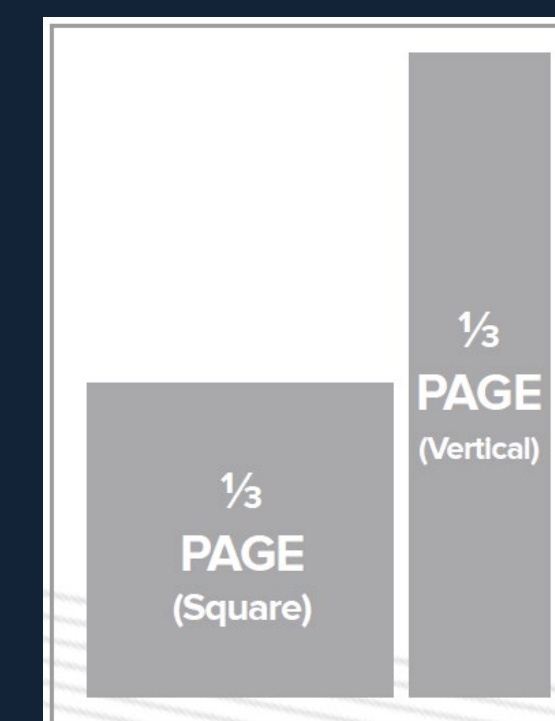 ⅓
PAGE
(Vertical)
⅓
PAGE
(Square)